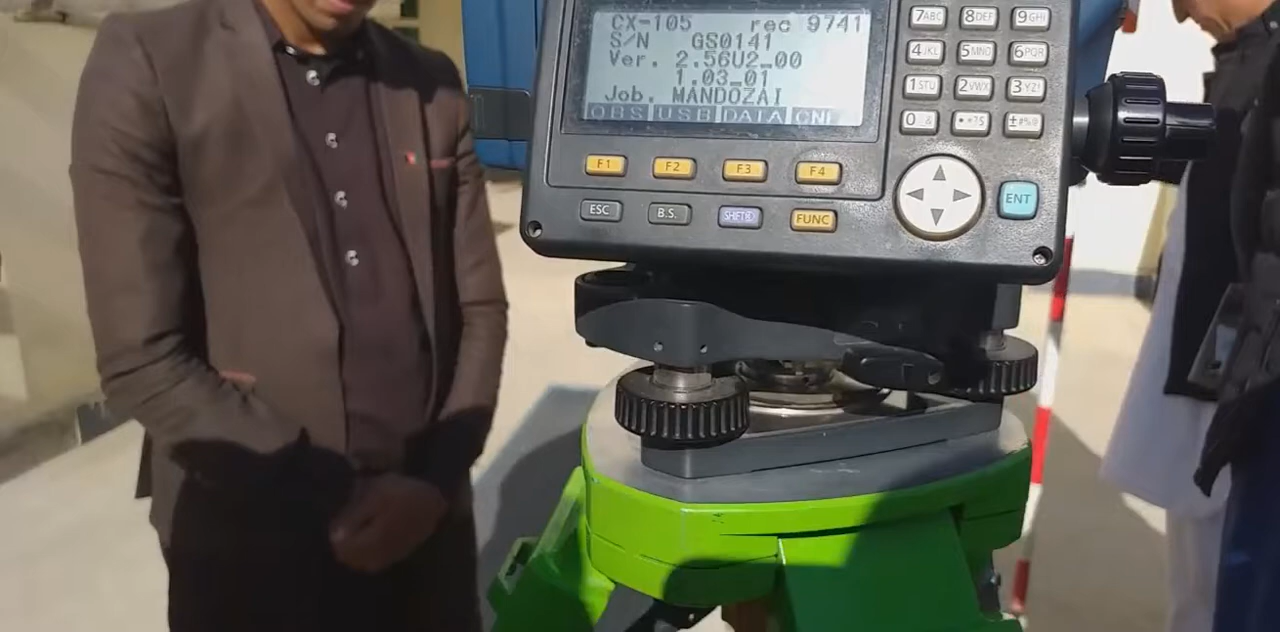 CX-105 rec 9741
S/N GS0141
Ver. 2.56U2_00
1.03_01
Job. MANDOZAI
OBS USB DATA CNF
7ABC 8DEF 9GHI
4JKL 5MNO 6PQR
1STU 2VWX 3YZ!
0_& •*?$ ±#%@
F1 F2 F3 F4
ESC B.S. SHIFT FUNC
ENT